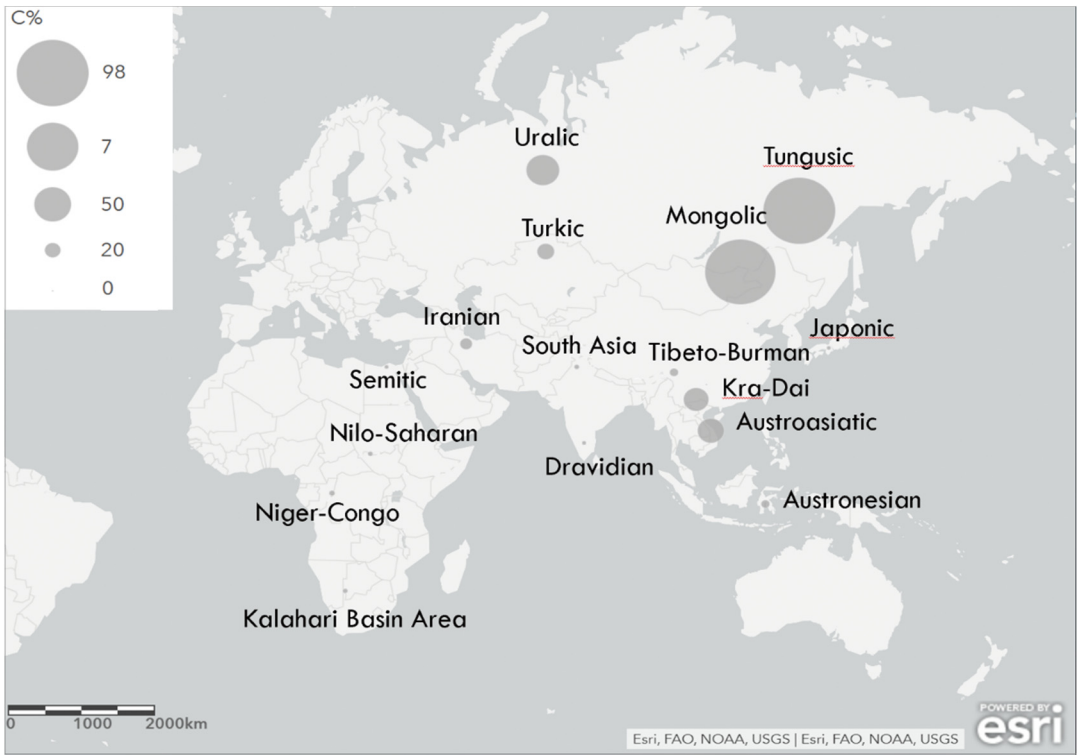 C%
98
7
50
20
0
Uralic
Tungusic
Mongolic
Turkic
Iranian
Japonic
South Asia
Tibeto-Burman
Semitic
Kra-Dai
Austroasiatic
Nilo-Saharan
Dravidian
Austronesian
Niger-Congo
Kalahari Basin Area
0 1000 2000km
POWERED BY
esri
Esri, FAO, NOAA, USGS | Esri, FAO, NOAA, USGS